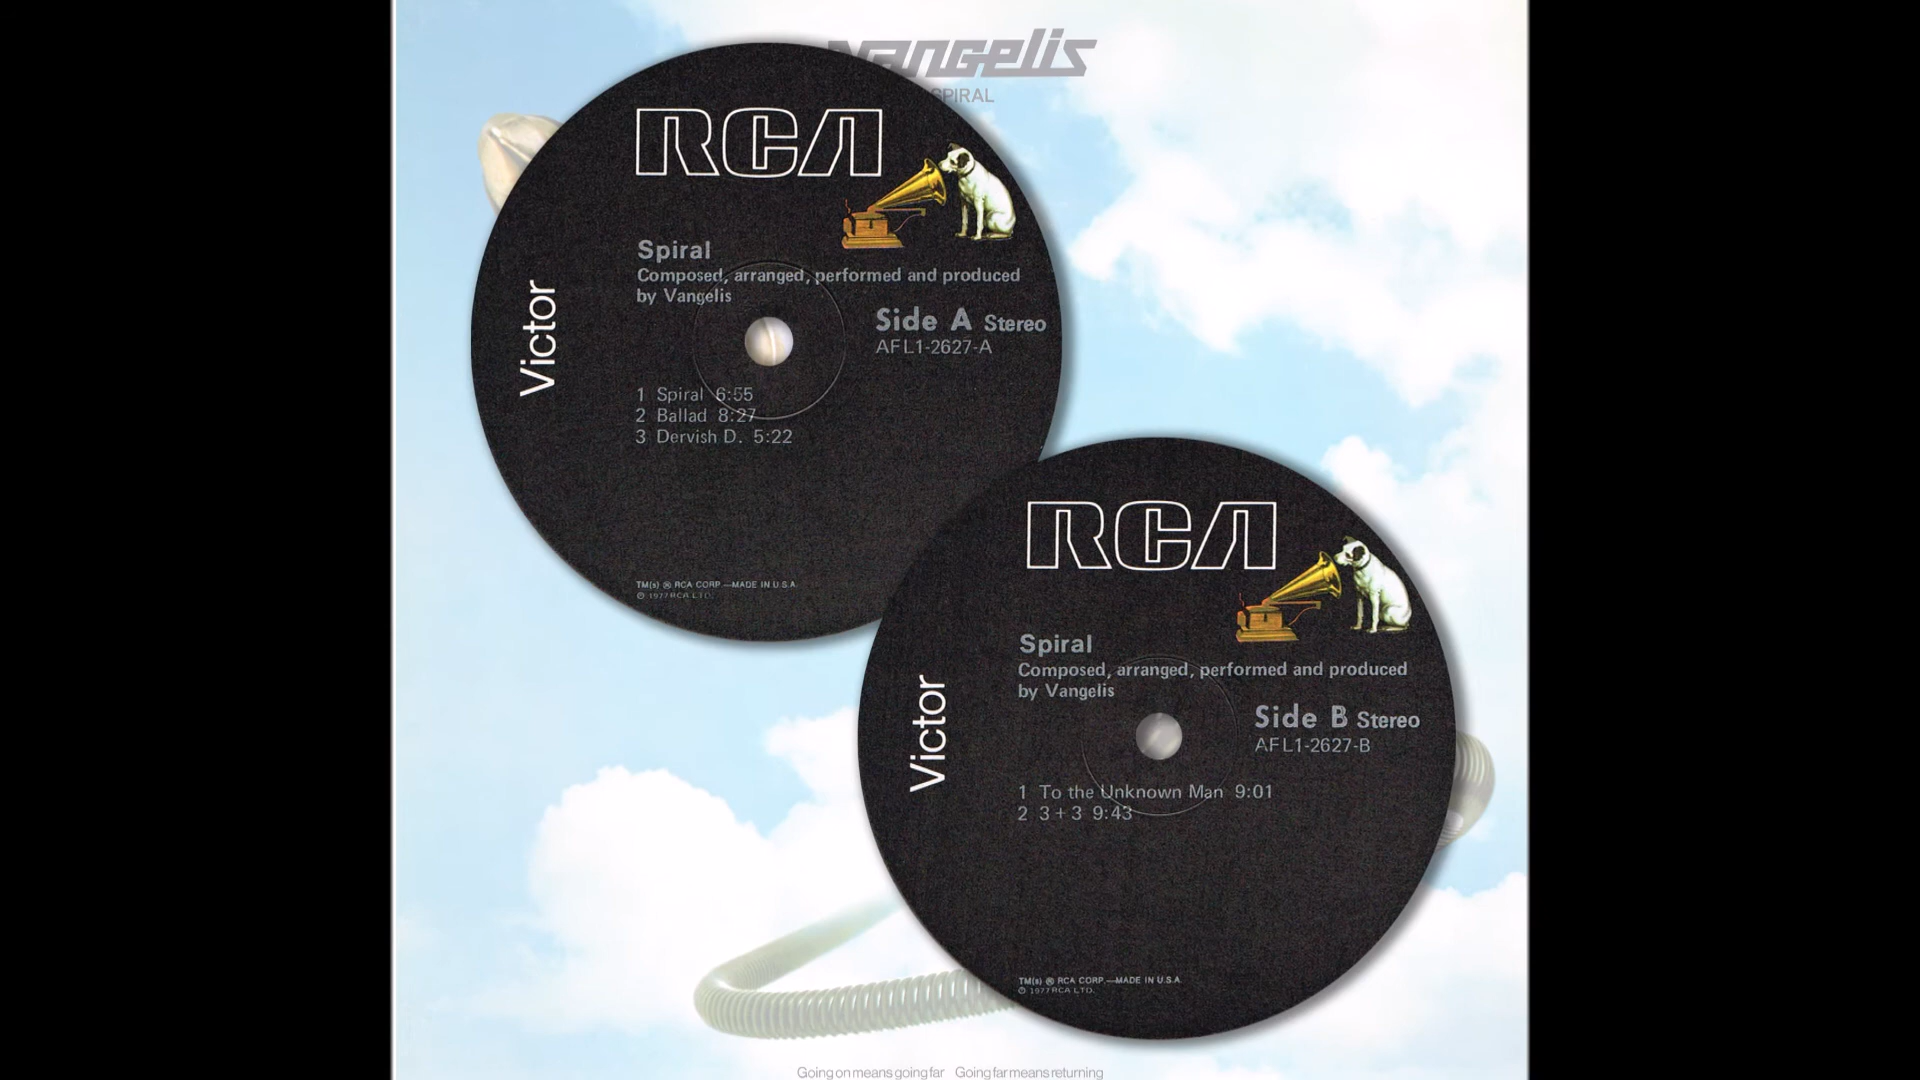 vangelis
SPIRAL
RCA
Victor
Spiral
Composed, arranged, performed and produced
by Vangelis
Side A Stereo
AFL1-2627-A
1 Spiral 6:55
2 Ballad 8:27
3 Dervish D. 5:22
TM(s) ® RCA CORP.—MADE IN U.S.A.
℗ 1977 RCA LTD.
RCA
Victor
Spiral
Composed, arranged, performed and produced
by Vangelis
Side B Stereo
AFL1-2627-B
1 To the Unknown Man 9:01
2 3 + 3 9:43
TM(s) ® RCA CORP.—MADE IN U.S.A.
℗ 1977 RCA LTD.
Going on means going far Going far means returning